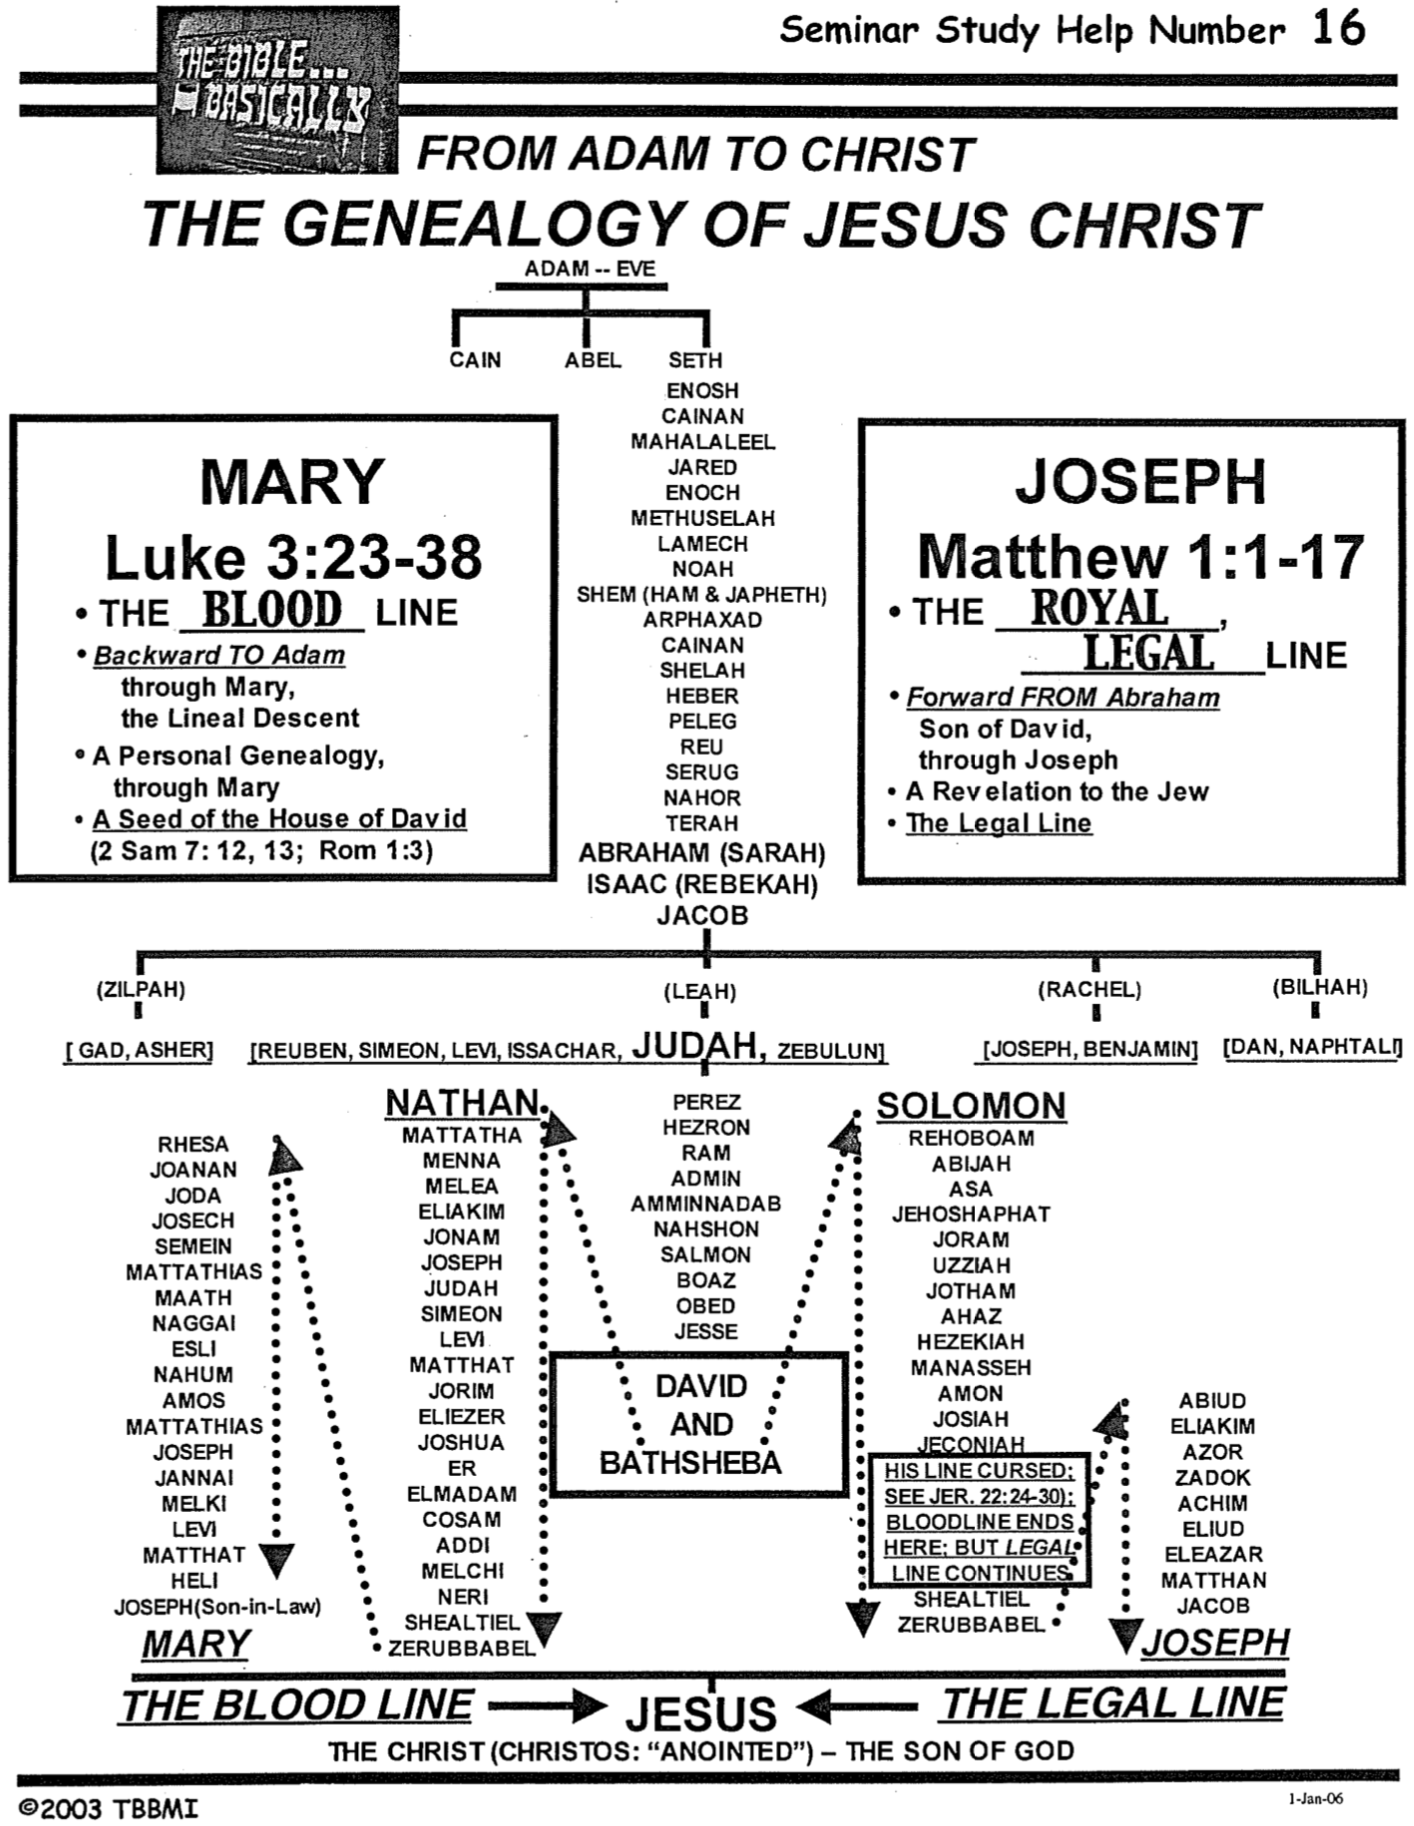 Seminar Study Help Number 16
THE BIBLE...
BASICALLY
FROM ADAM TO CHRIST
THE GENEALOGY OF JESUS CHRIST
ADAM -- EVE
CAIN ABEL SETH
ENOSH
CAINAN
MAHALALEEL
JARED
ENOCH
METHUSELAH
LAMECH
NOAH
SHEM (HAM & JAPHETH)
ARPHAXAD
CAINAN
SHELAH
HEBER
PELEG
REU
SERUG
NAHOR
TERAH
ABRAHAM (SARAH)
ISAAC (REBEKAH)
JACOB
MARY
Luke 3:23-38
• THE BLOOD LINE
• Backward TO Adam
through Mary,
the Lineal Descent
• A Personal Genealogy,
through Mary
• A Seed of the House of David
(2 Sam 7: 12, 13; Rom 1:3)
JOSEPH
Matthew 1:1-17
• THE ROYAL,
LEGAL LINE
• Forward FROM Abraham
Son of David,
through Joseph
• A Revelation to the Jew
• The Legal Line
(ZILPAH) (LEAH) (RACHEL) (BILHAH)
[ GAD, ASHER] [REUBEN, SIMEON, LEVI, ISSACHAR, JUDAH, ZEBULUN] [JOSEPH, BENJAMIN] [DAN, NAPHTALI]
RHESA
JOANAN
JODA
JOSECH
SEMEIN
MATTATHIAS
MAATH
NAGGAI
ESLI
NAHUM
AMOS
MATTATHIAS
JOSEPH
JANNAI
MELKI
LEVI
MATTHAT
HELI
JOSEPH(Son-in-Law)
MARY
NATHAN
MATTATHA
MENNA
MELEA
ELIAKIM
JONAM
JOSEPH
JUDAH
SIMEON
LEVI
MATTHAT
JORIM
ELIEZER
JOSHUA
ER
ELMADAM
COSAM
ADDI
MELCHI
NERI
SHEALTIEL
ZERUBBABEL
PEREZ
HEZRON
RAM
ADMIN
AMMINNADAB
NAHSHON
SALMON
BOAZ
OBED
JESSE
DAVID
AND
BATHSHEBA
SOLOMON
REHOBOAM
ABIJAH
ASA
JEHOSHAPHAT
JORAM
UZZIAH
JOTHAM
AHAZ
HEZEKIAH
MANASSEH
AMON
JOSIAH
JECONIAH
HIS LINE CURSED;
SEE JER. 22:24-30);
BLOODLINE ENDS
HERE; BUT LEGAL
LINE CONTINUES
SHEALTIEL
ZERUBBABEL
ABIUD
ELIAKIM
AZOR
ZADOK
ACHIM
ELIUD
ELEAZAR
MATTHAN
JACOB
JOSEPH
THE BLOOD LINE JESUS THE LEGAL LINE
THE CHRIST (CHRISTOS: “ANOINTED”) – THE SON OF GOD
©2003 TBBMI
1-Jan-06